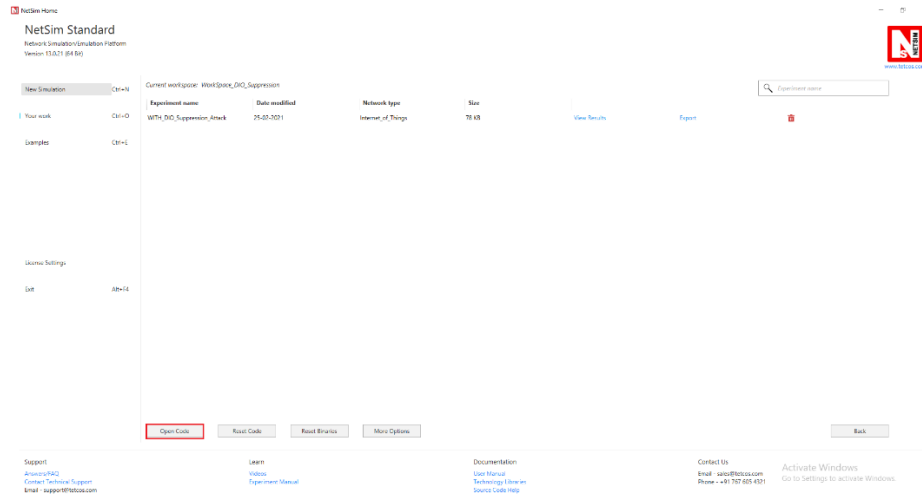 NetSim Home
NetSim Standard
Network Simulation/Emulation Platform
Version 13.0.21 (64 Bit)
NETSIM
www.tetcos.com
New Simulation Ctrl+N
Your work Ctrl+O
Examples Ctrl+E
License Settings
Exit Alt+F4
Current workspace: WorkSpace_DIO_Suppression
Experiment name
Experiment name Date modified Network type Size
WITH_DIO_Suppression_Attack 25-02-2021 Internet_of_Things 78 KB View Results Export
Open Code Reset Code Reset Binaries More Options Back
Support Learn Documentation Contact Us
Answers/FAQ Videos User Manual Email - sales@tetcos.com
Contact Technical Support Experiment Manual Technology Libraries Phone - +91 767 605 4321
Email - support@tetcos.com Source Code Help
Activate Windows
Go to Settings to activate Windows.